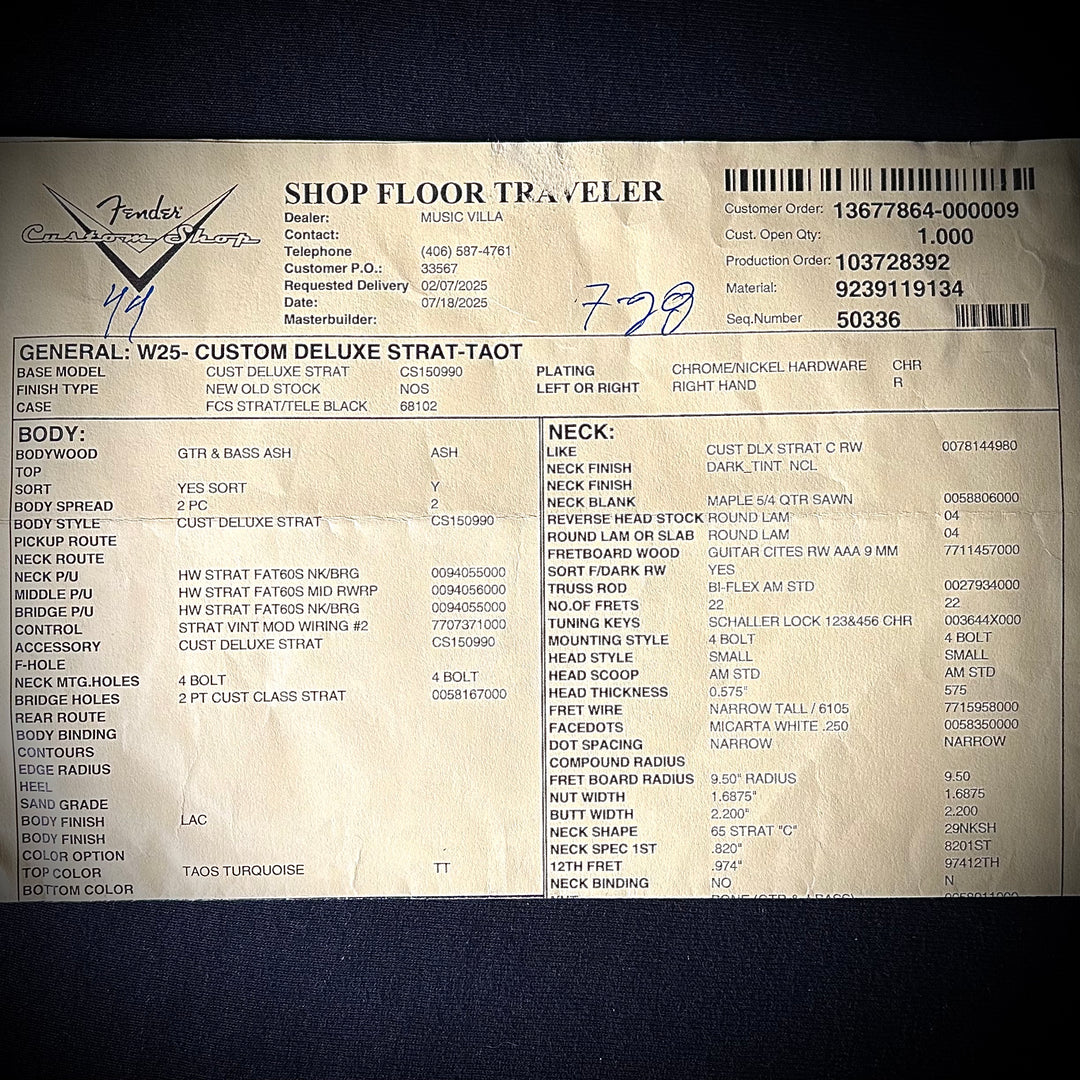 Fender
Custom Shop
SHOP FLOOR TRAVELER
Dealer: MUSIC VILLA
Contact:
Telephone (406) 587-4761
Customer P.O.: 33567
Requested Delivery 02/07/2025
Date: 07/18/2025
Masterbuilder:
Customer Order: 13677864-000009
Cust. Open Qty: 1.000
Production Order: 103728392
Material: 9239119134
Seq.Number 50336
44
GENERAL: W25- CUSTOM DELUXE STRAT-TAOT
BASE MODEL CUST DELUXE STRAT CS150990
FINISH TYPE NEW OLD STOCK NOS
CASE FCS STRAT/TELE BLACK 68102
PLATING CHROME/NICKEL HARDWARE CHR
LEFT OR RIGHT RIGHT HAND R
BODY:
BODYWOOD GTR & BASS ASH ASH
TOP
SORT YES SORT Y
BODY SPREAD 2 PC 2
BODY STYLE CUST DELUXE STRAT CS150990
PICKUP ROUTE
NECK ROUTE
NECK P/U HW STRAT FAT60S NK/BRG 0094055000
MIDDLE P/U HW STRAT FAT60S MID RWRP 0094056000
BRIDGE P/U HW STRAT FAT60S NK/BRG 0094055000
CONTROL STRAT VINT MOD WIRING #2 7707371000
ACCESSORY CUST DELUXE STRAT CS150990
F-HOLE
NECK MTG.HOLES 4 BOLT 4 BOLT
BRIDGE HOLES 2 PT CUST CLASS STRAT 0058167000
REAR ROUTE
BODY BINDING
CONTOURS
EDGE RADIUS
HEEL
SAND GRADE
BODY FINISH LAC
BODY FINISH
COLOR OPTION
TOP COLOR TAOS TURQUOISE TT
BOTTOM COLOR
NECK:
LIKE CUST DLX STRAT C RW 0078144980
NECK FINISH DARK_TINT_NCL
NECK FINISH
NECK BLANK MAPLE 5/4 QTR SAWN 0058806000
REVERSE HEAD STOCK ROUND LAM 04
ROUND LAM OR SLAB ROUND LAM 04
FRETBOARD WOOD GUITAR CITES RW AAA 9 MM 7711457000
SORT F/DARK RW YES
TRUSS ROD BI-FLEX AM STD 0027934000
NO.OF FRETS 22 22
TUNING KEYS SCHALLER LOCK 123&456 CHR 003644X000
MOUNTING STYLE 4 BOLT 4 BOLT
HEAD STYLE SMALL SMALL
HEAD SCOOP AM STD AM STD
HEAD THICKNESS 0.575" 575
FRET WIRE NARROW TALL / 6105 7715958000
FACEDOTS MICARTA WHITE .250 0058350000
DOT SPACING NARROW NARROW
COMPOUND RADIUS
FRET BOARD RADIUS 9.50" RADIUS 9.50
NUT WIDTH 1.6875" 1.6875
BUTT WIDTH 2.200" 2.200
NECK SHAPE 65 STRAT "C" 29NKSH
NECK SPEC 1ST .820" 8201ST
12TH FRET .974" 97412TH
NECK BINDING NO N